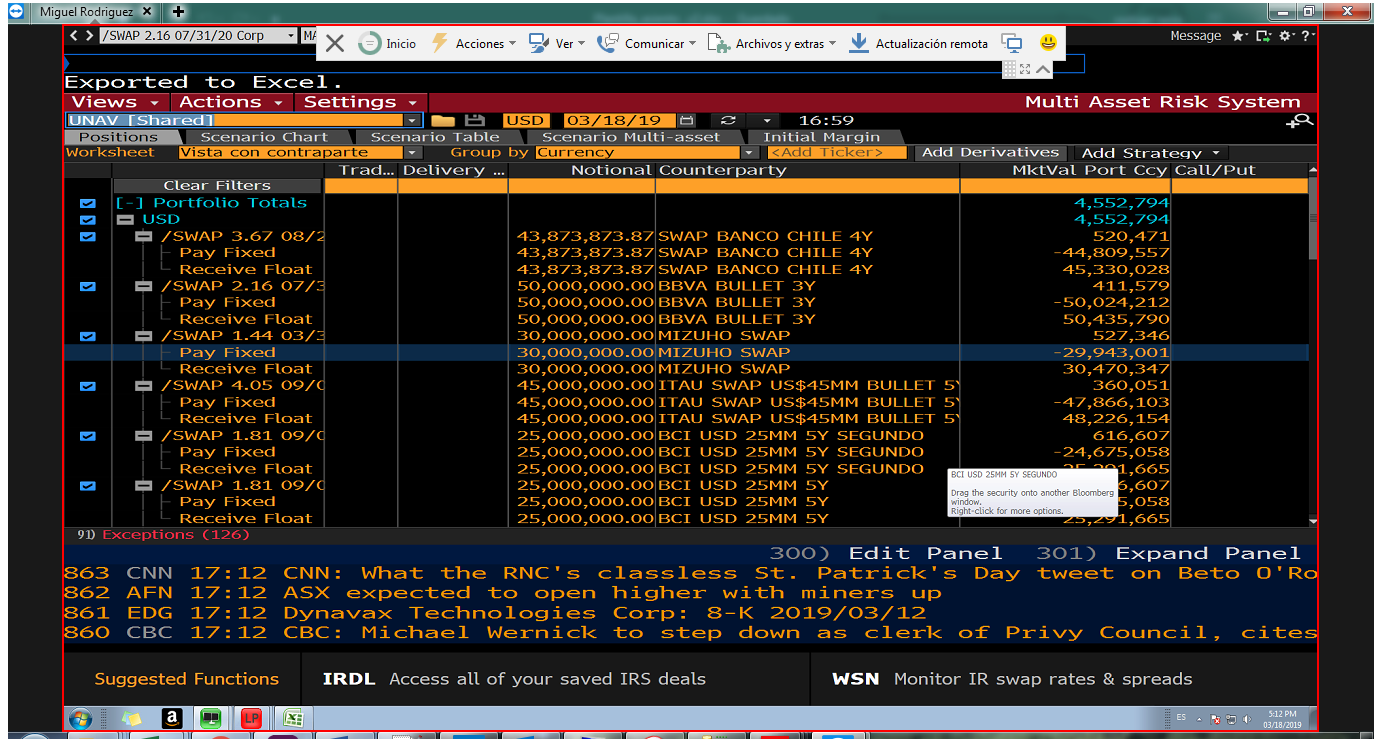 Miguel Rodriguez
/SWAP 2.16 07/31/20 Corp
MA
Inicio Acciones Ver Comunicar Archivos y extras Actualización remota
Message ?
Exported to Excel.
Views Actions Settings Multi Asset Risk System
UNAV [Shared] USD 03/18/19 16:59
Positions Scenario Chart Scenario Table Scenario Multi-asset Initial Margin
Worksheet Vista con contraparte Group by Currency <Add Ticker> Add Derivatives Add Strategy
Trad... Delivery ... Notional Counterparty MktVal Port Ccy Call/Put
Clear Filters
[-] Portfolio Totals 4,552,794
USD 4,552,794
/SWAP 3.67 08/2 43,873,873.87 SWAP BANCO CHILE 4Y 520,471
Pay Fixed 43,873,873.87 SWAP BANCO CHILE 4Y -44,809,557
Receive Float 43,873,873.87 SWAP BANCO CHILE 4Y 45,330,028
/SWAP 2.16 07/3 50,000,000.00 BBVA BULLET 3Y 411,579
Pay Fixed 50,000,000.00 BBVA BULLET 3Y -50,024,212
Receive Float 50,000,000.00 BBVA BULLET 3Y 50,435,790
/SWAP 1.44 03/3 30,000,000.00 MIZUHO SWAP 527,346
Pay Fixed 30,000,000.00 MIZUHO SWAP -29,943,001
Receive Float 30,000,000.00 MIZUHO SWAP 30,470,347
/SWAP 4.05 09/0 45,000,000.00 ITAU SWAP US$45MM BULLET 5Y 360,051
Pay Fixed 45,000,000.00 ITAU SWAP US$45MM BULLET 5Y -47,866,103
Receive Float 45,000,000.00 ITAU SWAP US$45MM BULLET 5Y 48,226,154
/SWAP 1.81 09/0 25,000,000.00 BCI USD 25MM 5Y SEGUNDO 616,607
Pay Fixed 25,000,000.00 BCI USD 25MM 5Y SEGUNDO -24,675,058
Receive Float 25,000,000.00 BCI USD 25MM 5Y SEGUNDO 25,291,665
/SWAP 1.81 09/0 25,000,000.00 BCI USD 25MM 5Y 6,607
Pay Fixed 25,000,000.00 BCI USD 25MM 5Y 5,058
Receive Float 25,000,000.00 BCI USD 25MM 5Y 25,291,665
BCI USD 25MM 5Y SEGUNDO
Drag the security onto another Bloomberg
window.
Right-click for more options.
91) Exceptions (126)
300) Edit Panel 301) Expand Panel
863 CNN 17:12 CNN: What the RNC's classless St. Patrick's Day tweet on Beto O'Ro
862 AFN 17:12 ASX expected to open higher with miners up
861 EDG 17:12 Dynavax Technologies Corp: 8-K 2019/03/12
860 CBC 17:12 CBC: Michael Wernick to step down as clerk of Privy Council, cites
Suggested Functions IRDL Access all of your saved IRS deals WSN Monitor IR swap rates & spreads
a LP ES 5:12 PM
03/18/2019